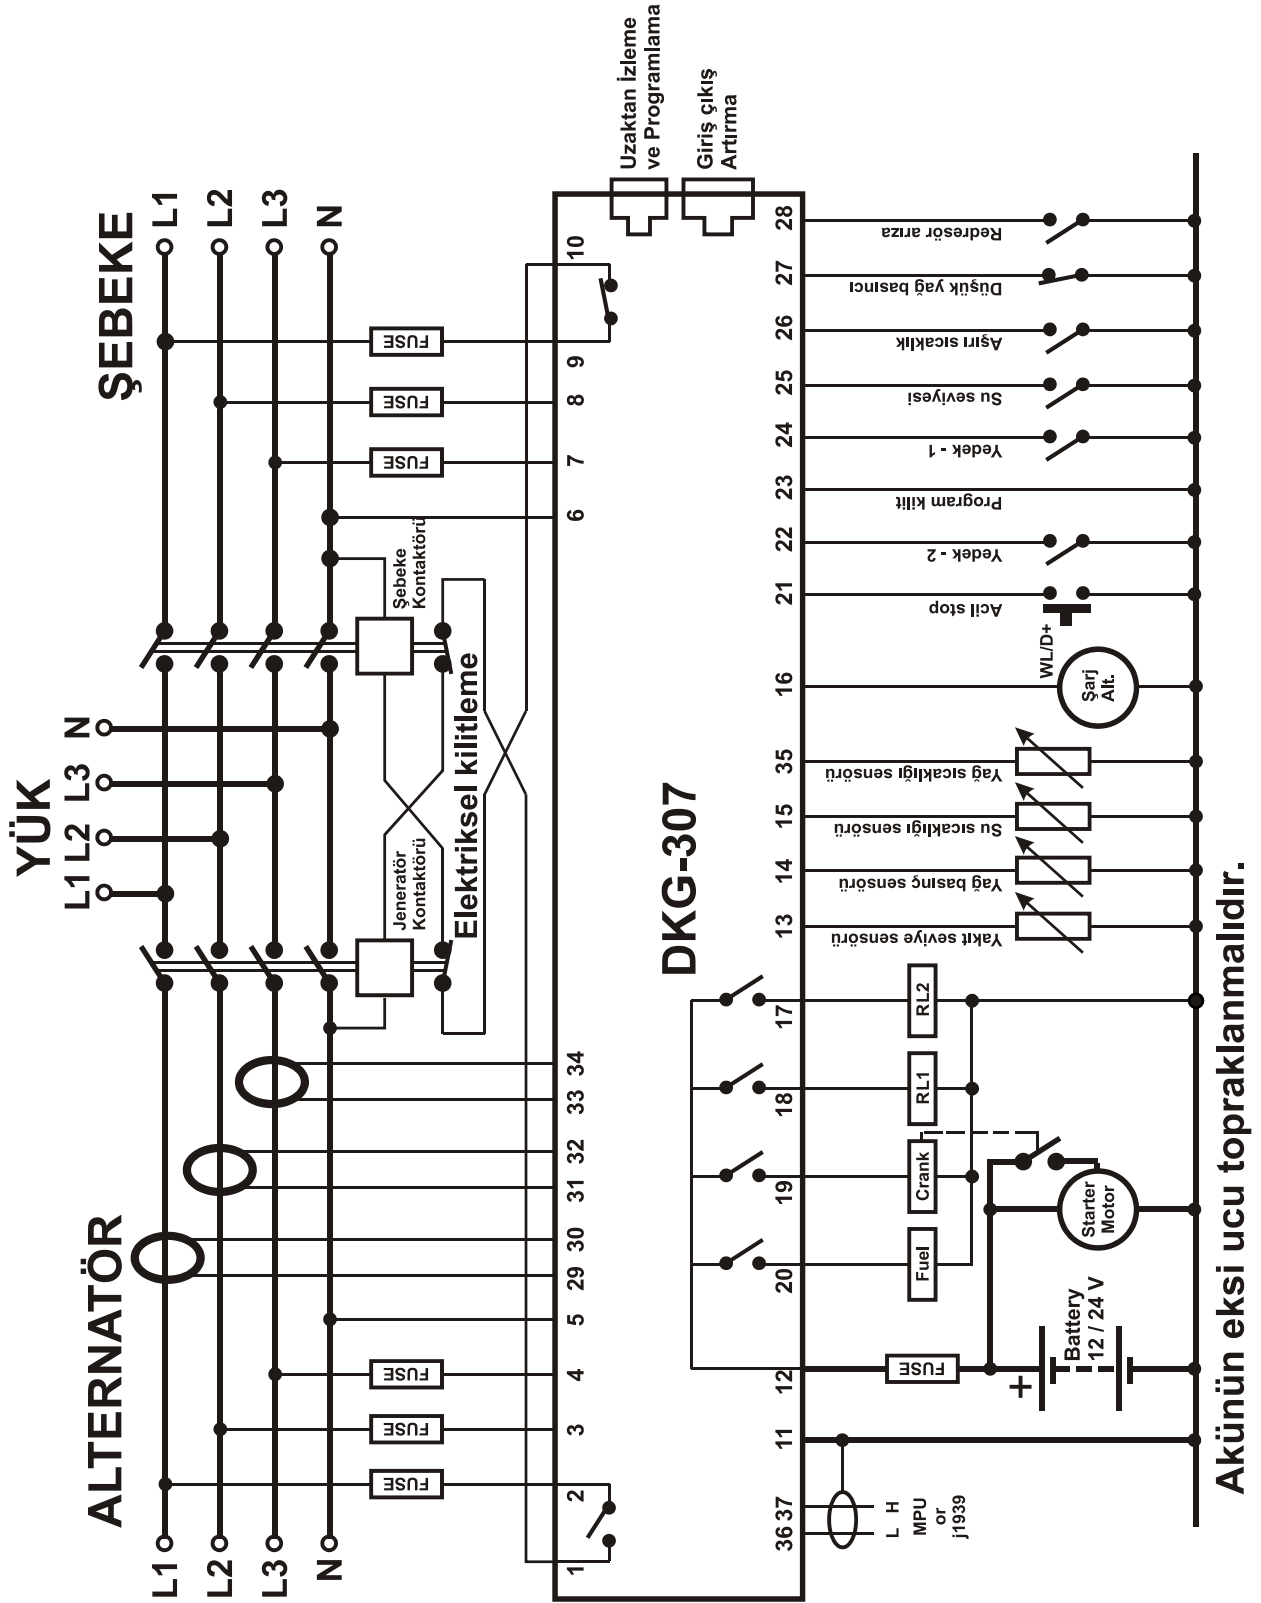 ALTERNATÖR
YÜK
ŞEBEKE
L1
L2
L3
N
L1
L2
L3
N
L1
L2
L3
N
FUSE
FUSE
FUSE
FUSE
FUSE
FUSE
Jeneratör
Kontaktörü
Şebeke
Kontaktörü
Elektriksel kilitleme
1
2
3
4
5
29
30
31
32
33
34
6
7
8
9
10
DKG-307
Uzaktan İzleme
ve Programlama
Giriş çıkış
Artırma
36
37
11
12
20
19
18
17
13
14
15
35
16
21
22
23
24
25
26
27
28
L
H
MPU
or
j1939
FUSE
Fuel
Crank
RL1
RL2
Yakıt seviye sensörü
Yağ basınç sensörü
Su sıcaklığı sensörü
Yağ sıcaklığı sensörü
Acil stop
Yedek - 2
Program kilit
Yedek - 1
Su seviyesi
Aşırı sıcaklık
Düşük yağ basıncı
Redresör arıza
+
Battery
12 / 24 V
Starter
Motor
WL/D+
Şarj
Alt.
Akünün eksi ucu topraklanmalıdır.